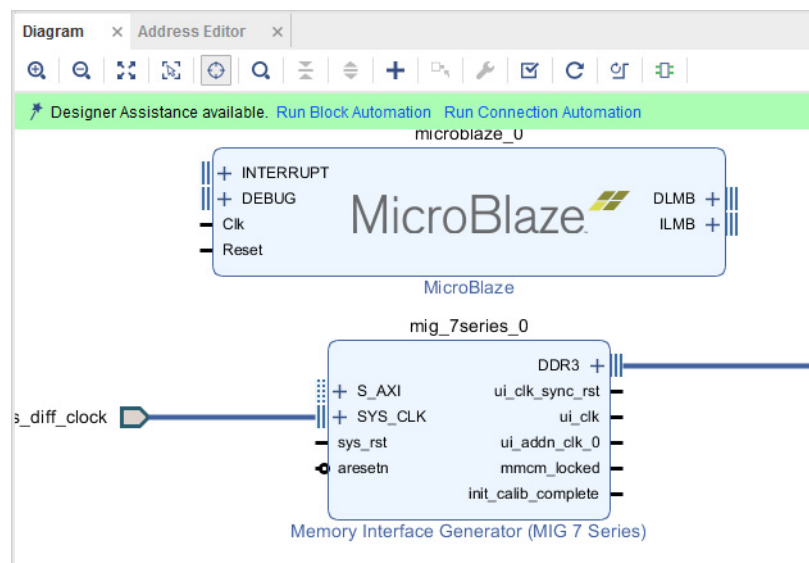 Diagram × Address Editor ×
Designer Assistance available. Run Block Automation Run Connection Automation
microblaze_0
INTERRUPT
DEBUG
Clk
Reset
MicroBlaze
DLMB
ILMB
MicroBlaze
mig_7series_0
DDR3
S_AXI
ui_clk_sync_rst
s_diff_clock
SYS_CLK
ui_clk
sys_rst
ui_addn_clk_0
aresetn
mmcm_locked
init_calib_complete
Memory Interface Generator (MIG 7 Series)